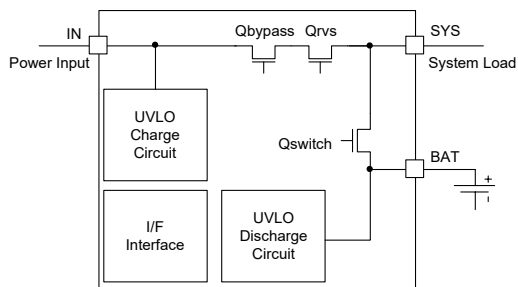 IN
Qbypass Qrvs
SYS
Power Input
System Load
UVLO
Charge
Circuit
Qswitch
BAT
+
-
I/F
Interface
UVLO
Discharge
Circuit